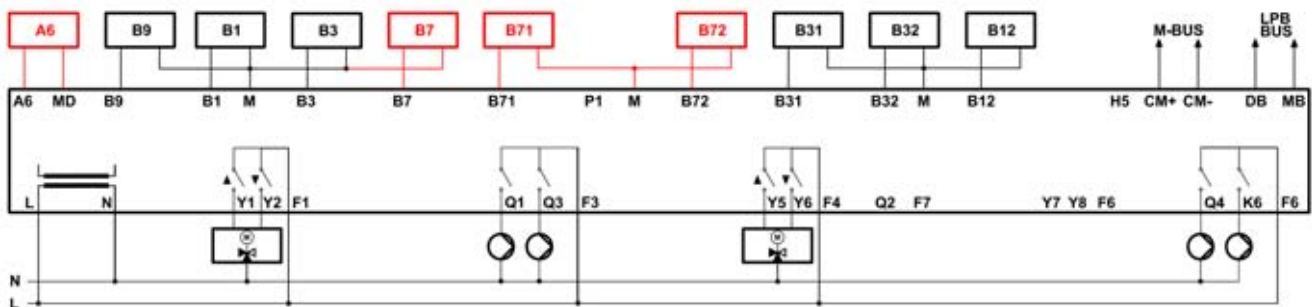 A6 B9 B1 B3 B7 B71 B72 B31 B32 B12 M-BUS LPB
BUS
A6 MD B9 B1 M B3 B7 B71 P1 M B72 B31 B32 M B12 H5 CM+ CM- DB MB
L N Y1 Y2 F1 Q1 Q3 F3 Y5 Y6 F4 Q2 F7 Y7 Y8 F6 Q4 K6 F6
M M
N
L